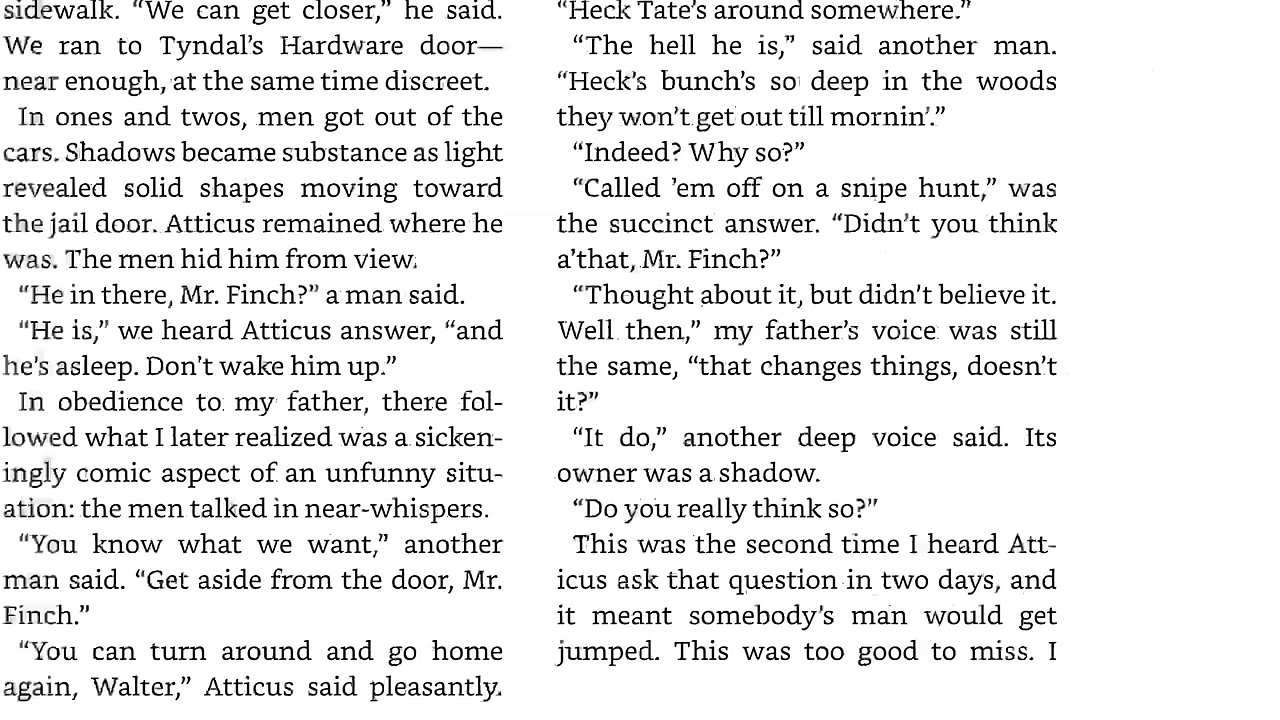 sidewalk. “We can get closer,” he said.
We ran to Tyndal’s Hardware door—
near enough, at the same time discreet.
In ones and twos, men got out of the
cars. Shadows became substance as light
revealed solid shapes moving toward
the jail door. Atticus remained where he
was. The men hid him from view.
“He in there, Mr. Finch?” a man said.
“He is,” we heard Atticus answer, “and
he’s asleep. Don’t wake him up.”
In obedience to my father, there fol-
lowed what I later realized was a sicken-
ingly comic aspect of an unfunny situ-
ation: the men talked in near-whispers.
“You know what we want,” another
man said. “Get aside from the door, Mr.
Finch.”
“You can turn around and go home
again, Walter,” Atticus said pleasantly.
“Heck Tate’s around somewhere.”
“The hell he is,” said another man.
“Heck’s bunch’s so deep in the woods
they won’t get out till mornin’.”
“Indeed? Why so?”
“Called ’em off on a snipe hunt,” was
the succinct answer. “Didn’t you think
a’that, Mr. Finch?”
“Thought about it, but didn’t believe it.
Well then,” my father’s voice was still
the same, “that changes things, doesn’t
it?”
“It do,” another deep voice said. Its
owner was a shadow.
“Do you really think so?”
This was the second time I heard Att-
icus ask that question in two days, and
it meant somebody’s man would get
jumped. This was too good to miss. I